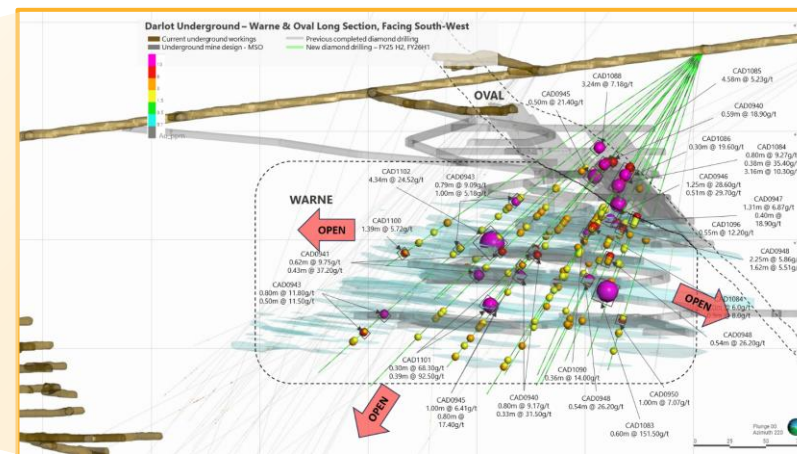 Darlot Underground – Warne & Oval Long Section, Facing South-West
Current underground workings
Previous completed diamond drilling
Underground mine design - MSO
New diamond drilling – FY25 H2, FY26H1
OVAL
WARNE
OPEN
OPEN
OPEN
CAD1088
3.24m @ 7.18g/t
CAD1085
4.58m @ 5.23g/t
CAD0945
0.50m @ 21.40g/t
CAD0940
0.59m @ 18.90g/t
CAD1086
0.30m @ 19.60g/t
CAD1084
0.80m @ 9.27g/t
0.38m @ 35.40g/t
3.16m @ 10.30g/t
CAD0946
1.25m @ 28.60g/t
0.51m @ 29.70g/t
CAD0947
1.31m @ 6.87g/t
0.40m @
18.90g/t
CAD1096
0.55m @ 12.20g/t
CAD0948
2.25m @ 5.86g/t
1.62m @ 5.51g/t
CAD1102
4.34m @ 24.52g/t
CAD0943
0.79m @ 9.09g/t
1.00m @ 5.18g/t
CAD1100
1.39m @ 5.72g/t
CAD0941
0.62m @ 9.75g/t
0.43m @ 37.20g/t
CAD0943
0.80m @ 11.80g/t
0.50m @ 11.50g/t
CAD1084
CAD0948
0.54m @ 26.20g/t
CAD1101
0.30m @ 68.30g/t
0.39m @ 92.50g/t
CAD0945
1.00m @ 6.41g/t
0.80m @
17.40g/t
CAD0940
0.80m @ 9.17g/t
0.33m @ 31.50g/t
CAD1090
0.36m @ 14.00g/t
CAD0948
0.54m @ 26.20g/t
CAD0950
1.00m @ 7.07g/t
CAD1083
0.60m @ 151.50g/t
Azimuth 220
0
25
50